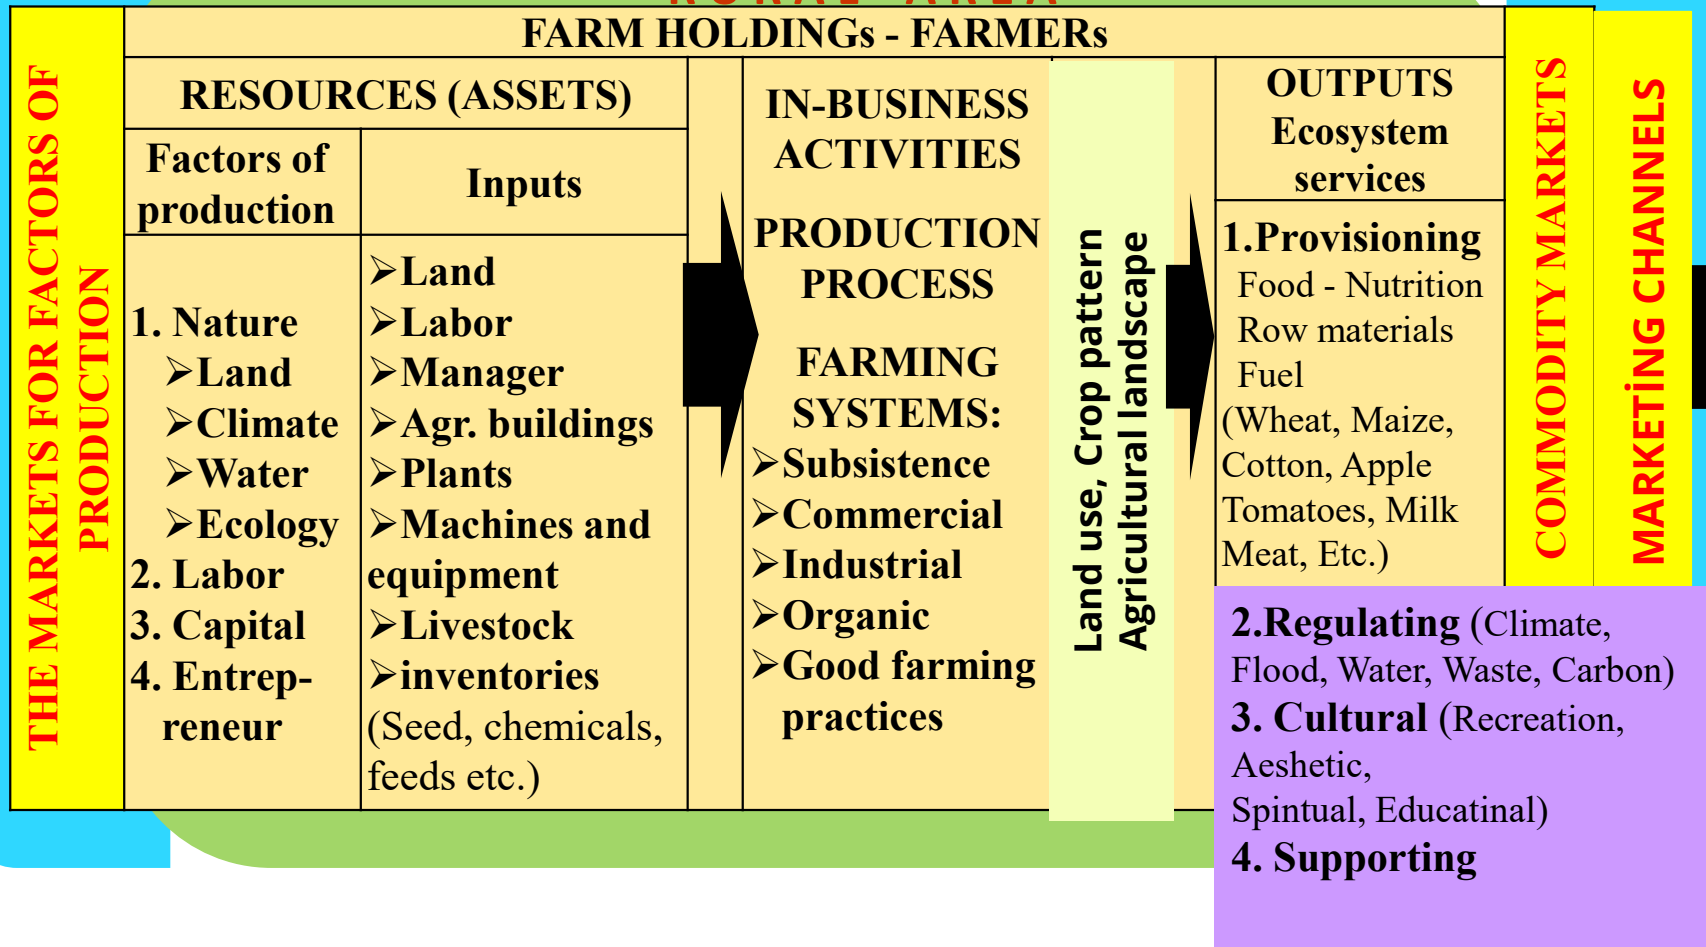 RURAL AREA
FARM HOLDINGs - FARMERs
THE MARKETS FOR FACTORS OF
PRODUCTION
RESOURCES (ASSETS)
Factors of
production
1. Nature
➢Land
➢Climate
➢Water
➢Ecology
2. Labor
3. Capital
4. Entrep-
reneur
Inputs
➢Land
➢Labor
➢Manager
➢Agr. buildings
➢Plants
➢Machines and
equipment
➢Livestock
➢inventories
(Seed, chemicals,
feeds etc.)
IN-BUSINESS
ACTIVITIES
PRODUCTION
PROCESS
FARMING
SYSTEMS:
➢Subsistence
➢Commercial
➢Industrial
➢Organic
➢Good farming
practices
Land use, Crop pattern
Agricultural landscape
OUTPUTS
Ecosystem
services
1.Provisioning
Food - Nutrition
Row materials
Fuel
(Wheat, Maize,
Cotton, Apple
Tomatoes, Milk
Meat, Etc.)
2.Regulating (Climate,
Flood, Water, Waste, Carbon)
3. Cultural (Recreation,
Aeshetic,
Spintual, Educatinal)
4. Supporting
COMMODITY MARKETS
MARKETİNG CHANNELS